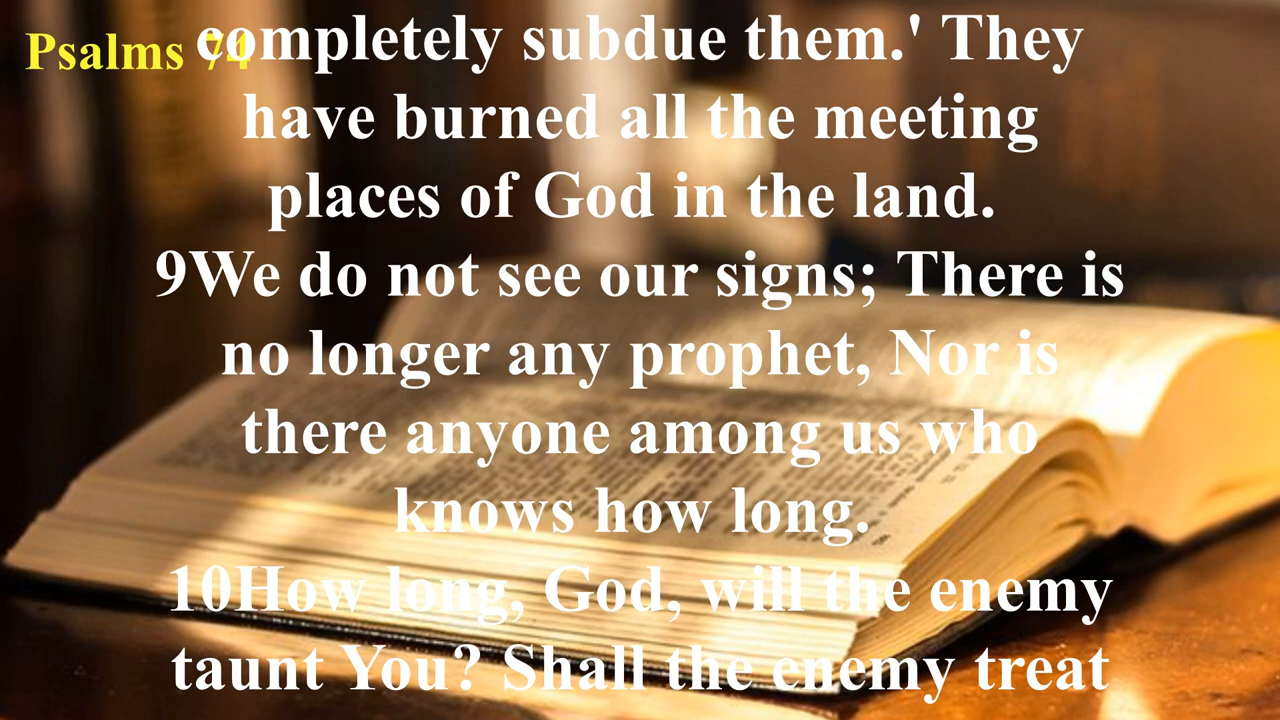 Psalms 74
completely subdue them.' They
have burned all the meeting
places of God in the land.
9We do not see our signs; There is
no longer any prophet, Nor is
there anyone among us who
knows how long.
10How long, God, will the enemy
taunt You? Shall the enemy treat